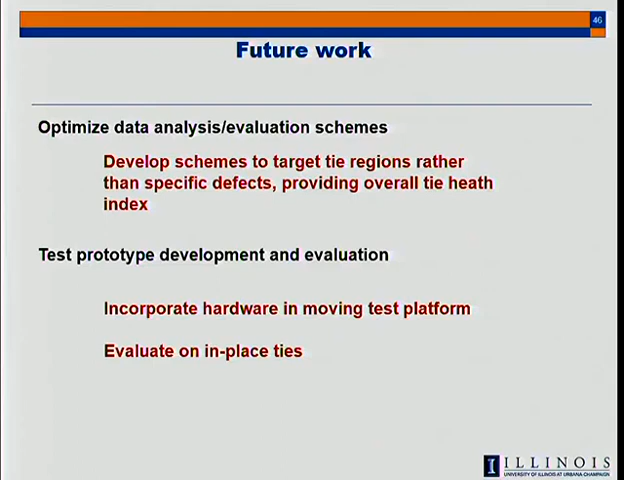 46
Future work
Optimize data analysis/evaluation schemes
Develop schemes to target tie regions rather
than specific defects, providing overall tie heath
index
Test prototype development and evaluation
Incorporate hardware in moving test platform
Evaluate on in-place ties
I ILLINOIS
UNIVERSITY OF ILLINOIS AT URBANA-CHAMPAIGN